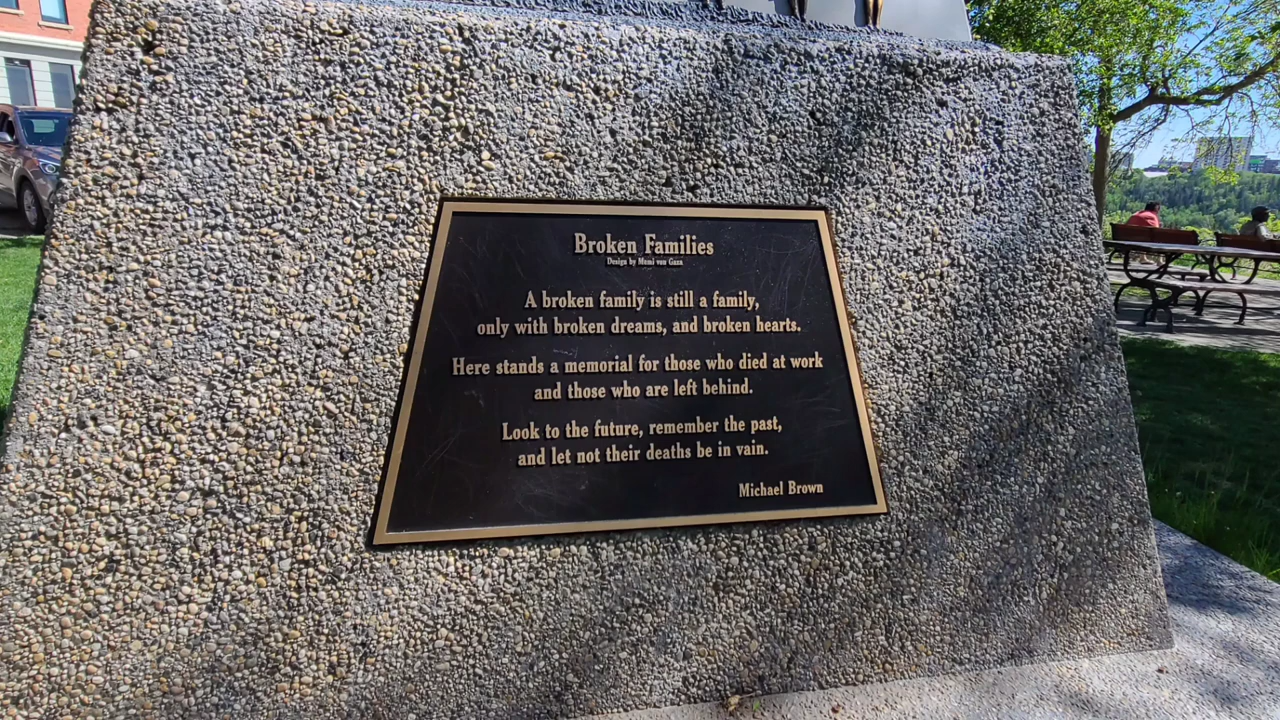 Broken Families
Design by Memi von Gaza
A broken family is still a family,
only with broken dreams, and broken hearts.
Here stands a memorial for those who died at work
and those who are left behind.
Look to the future, remember the past,
and let not their deaths be in vain.
Michael Brown